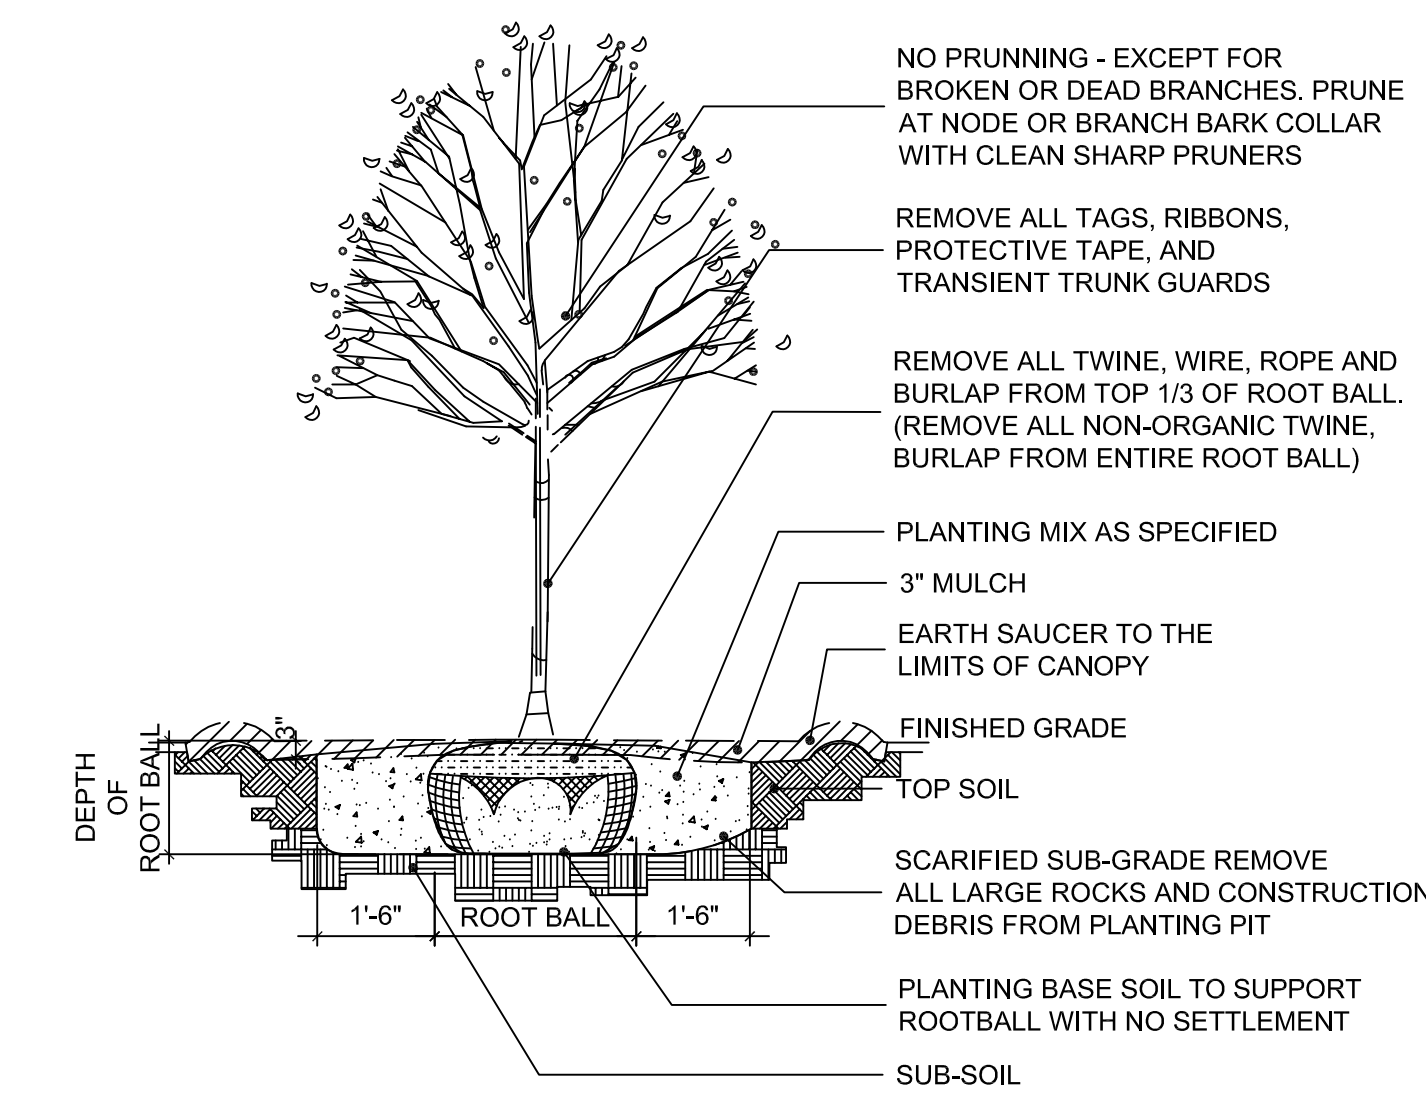 NO PRUNNING - EXCEPT FOR
BROKEN OR DEAD BRANCHES. PRUNE
AT NODE OR BRANCH BARK COLLAR
WITH CLEAN SHARP PRUNERS
REMOVE ALL TAGS, RIBBONS,
PROTECTIVE TAPE, AND
TRANSIENT TRUNK GUARDS
REMOVE ALL TWINE, WIRE, ROPE AND
BURLAP FROM TOP 1/3 OF ROOT BALL.
(REMOVE ALL NON-ORGANIC TWINE,
BURLAP FROM ENTIRE ROOT BALL)
PLANTING MIX AS SPECIFIED
3" MULCH
EARTH SAUCER TO THE
LIMITS OF CANOPY
FINISHED GRADE
TOP SOIL
SCARIFIED SUB-GRADE REMOVE
ALL LARGE ROCKS AND CONSTRUCTION
DEBRIS FROM PLANTING PIT
PLANTING BASE SOIL TO SUPPORT
ROOTBALL WITH NO SETTLEMENT
SUB-SOIL
DEPTH
OF
ROOT BALL
3"
1'-6"
ROOT BALL
1'-6"